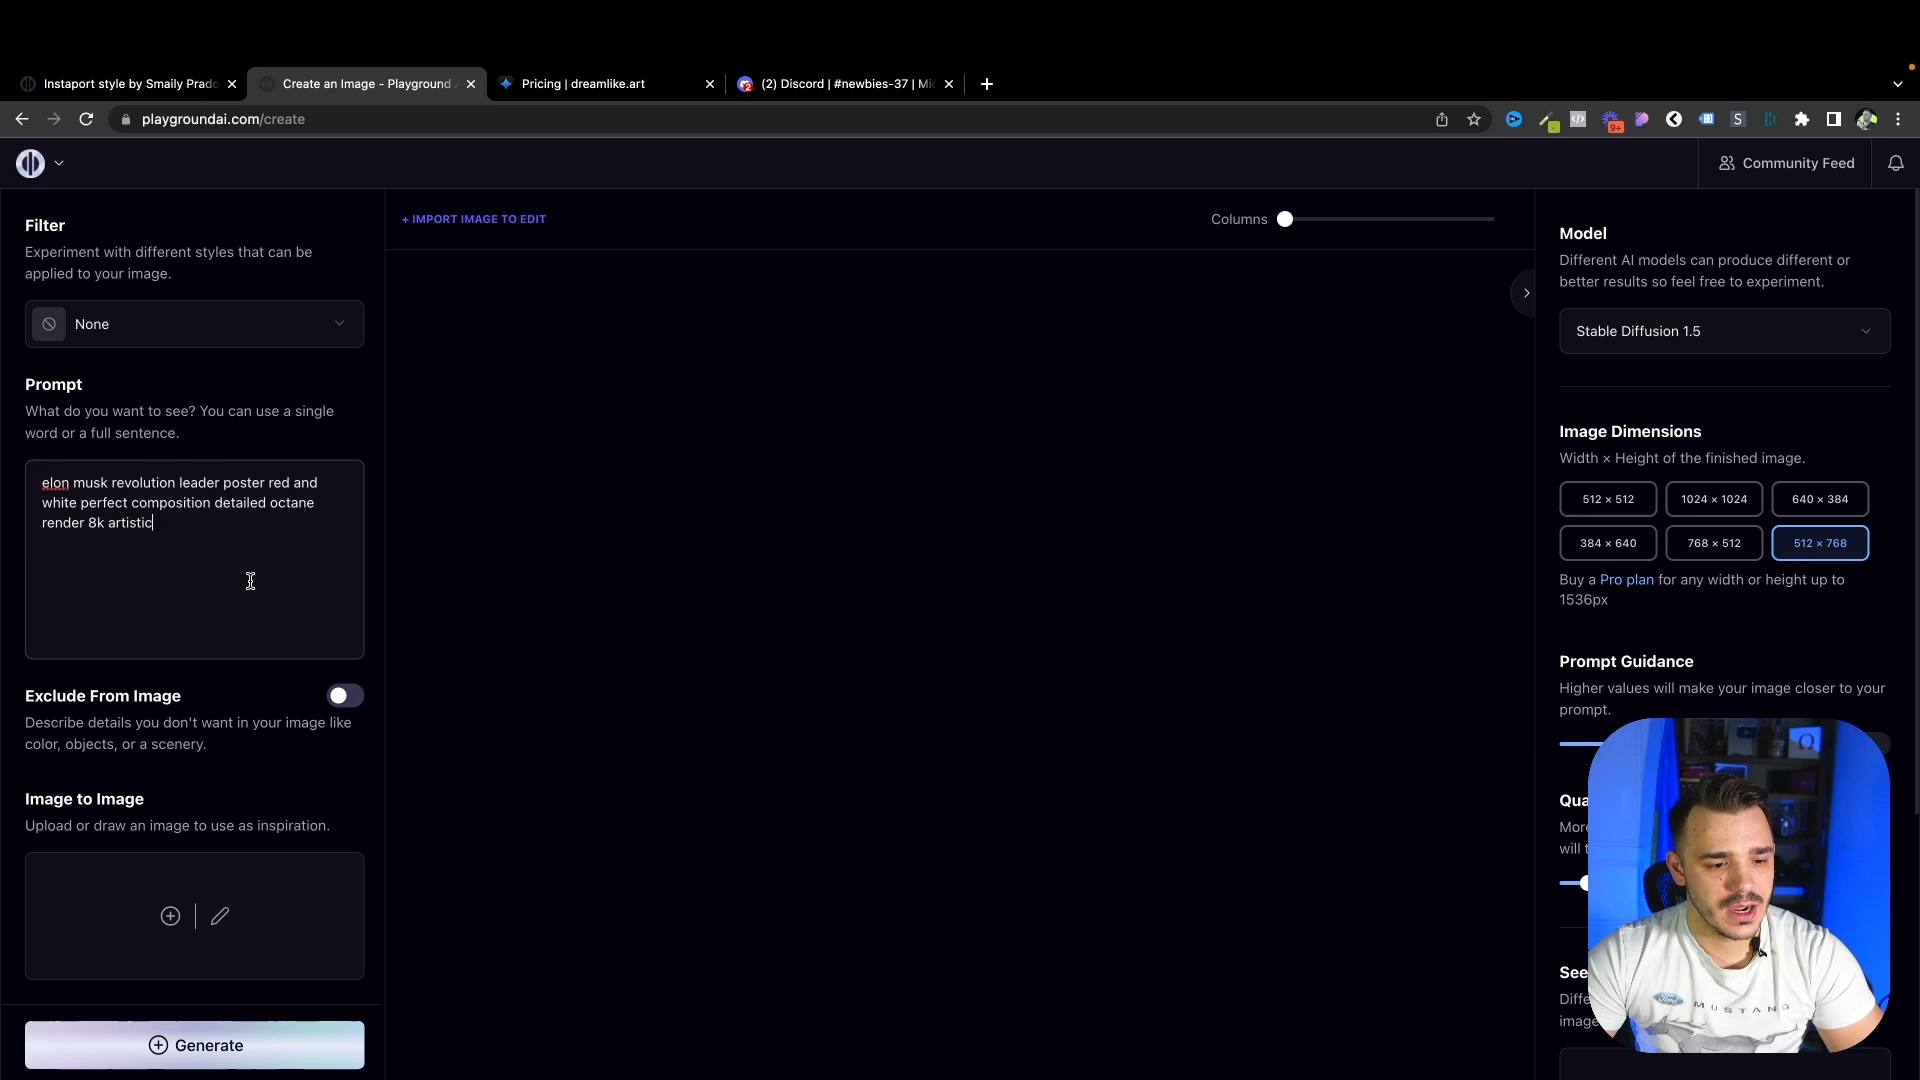 Instaport style by Smaily Prado
Create an Image - Playground
Pricing | dreamlike.art
(2) Discord | #newbies-37 | Mi
playgroundai.com/create
9+
S
Community Feed
Filter
Experiment with different styles that can be
applied to your image.
None
Prompt
What do you want to see? You can use a single
word or a full sentence.
elon musk revolution leader poster red and
white perfect composition detailed octane
render 8k artistic
Exclude From Image
Describe details you don't want in your image like
color, objects, or a scenery.
Image to Image
Upload or draw an image to use as inspiration.
Generate
+ IMPORT IMAGE TO EDIT
Columns
Model
Different AI models can produce different or
better results so feel free to experiment.
Stable Diffusion 1.5
Image Dimensions
Width × Height of the finished image.
512 × 512
1024 × 1024
640 × 384
384 × 640
768 × 512
512 × 768
Buy a Pro plan for any width or height up to
1536px
Prompt Guidance
Higher values will make your image closer to your
prompt.
Qua
More
will t
See
Diffe
image
Ford
MUSTANG